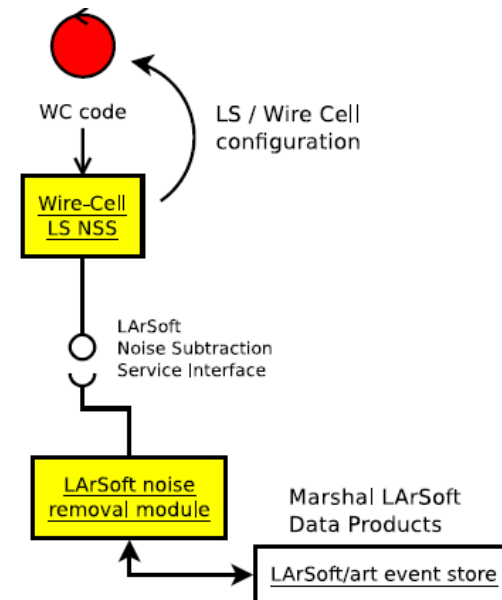 WC code
LS / Wire Cell
configuration
Wire-Cell
LS NSS
LArSoft
Noise Subtraction
Service Interface
LArSoft noise
removal module
Marshal LArSoft
Data Products
LArSoft/art event store